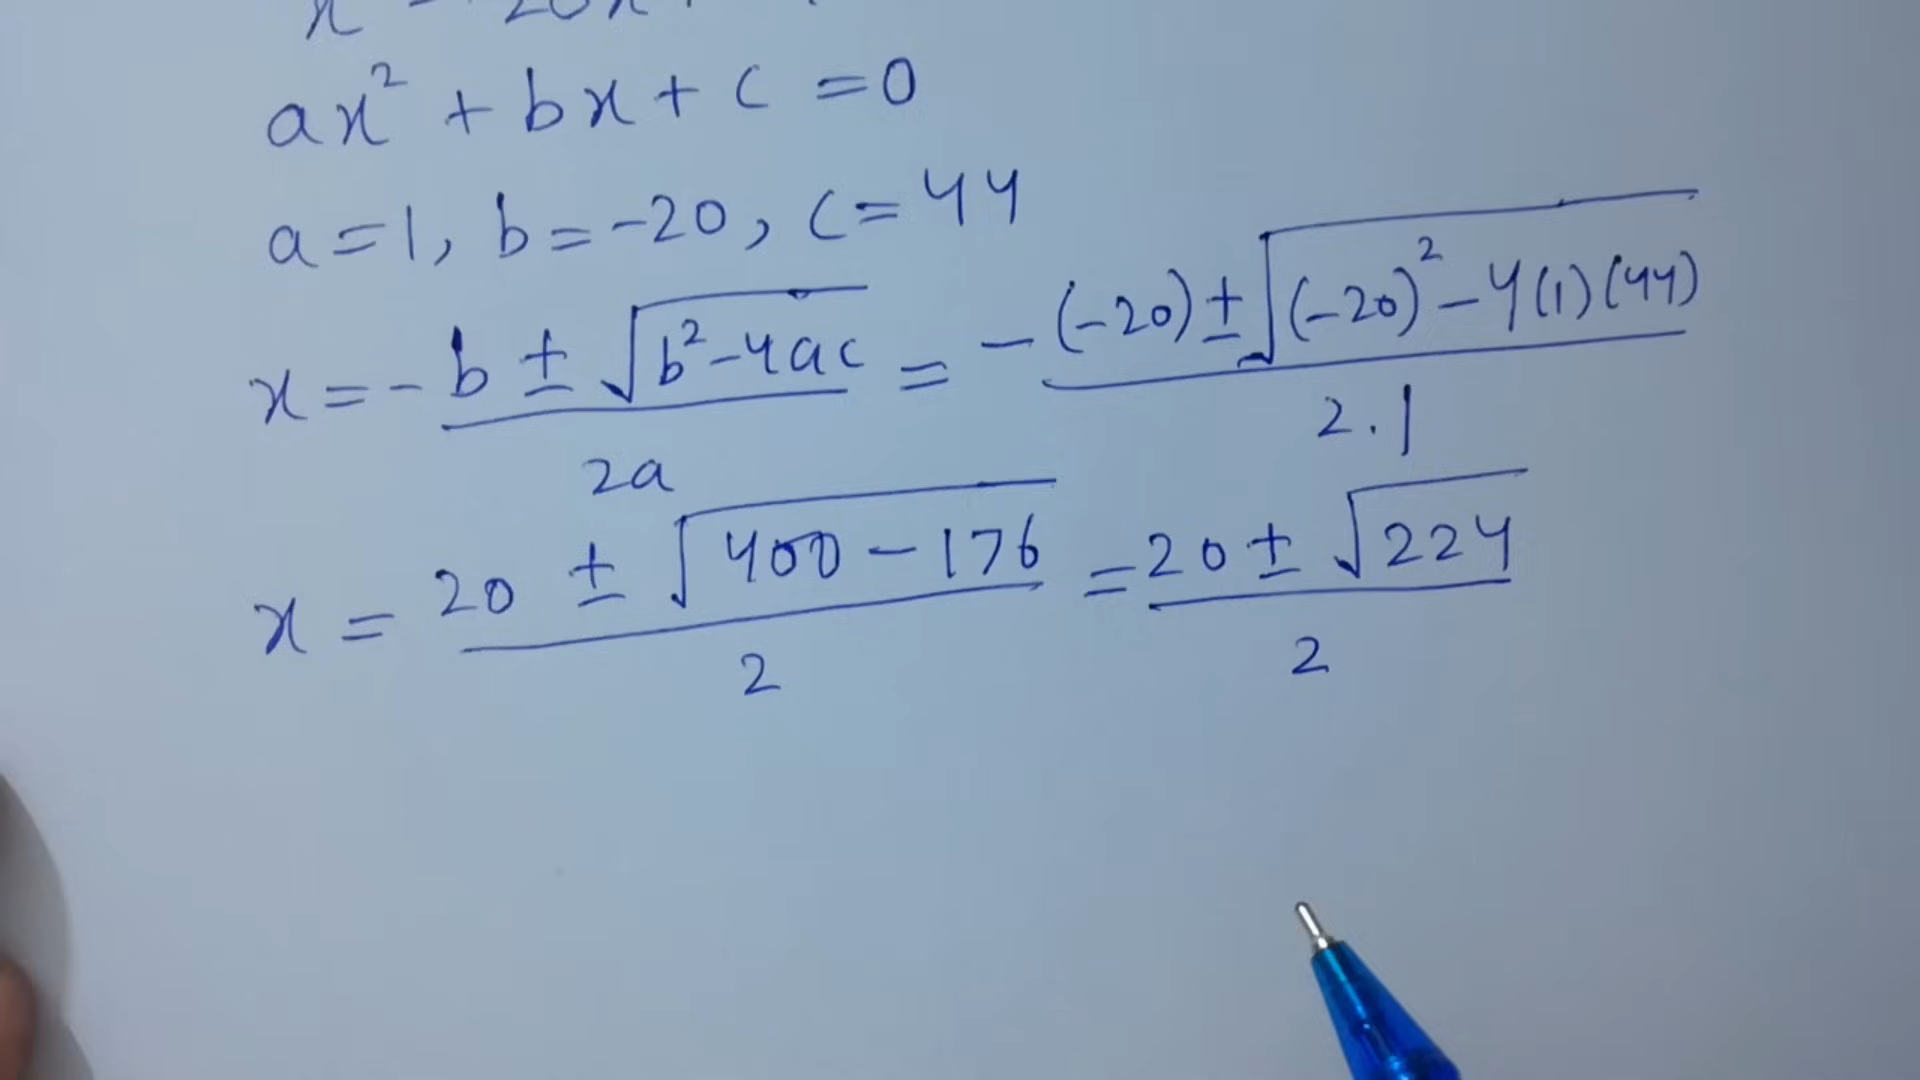 ax² + bx + c = 0
a = 1, b = -20, c = 44
x = -b ± √(b² - 4ac) / 2a = -(-20) ± √((-20)² - 4(1)(44)) / 2.1
x = 20 ± √(400 - 176) / 2 = 20 ± √224 / 2